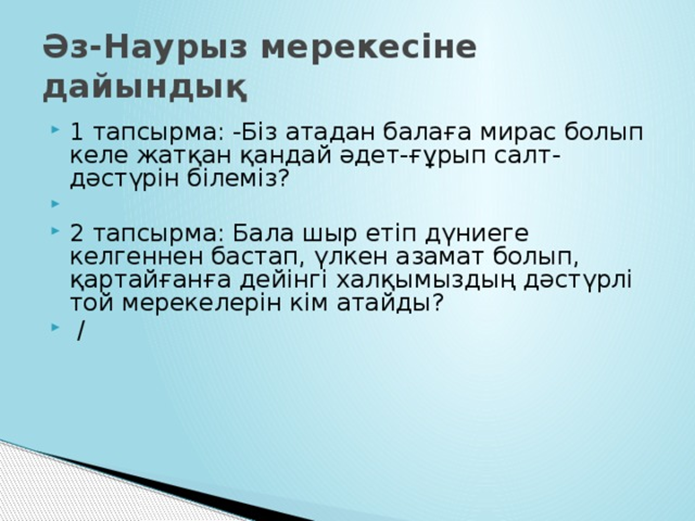 Әз-Наурыз мерекесіне
дайындық
1 тапсырма: -Біз атадан балаға мирас болып
келе жатқан қандай әдет-ғұрып салт-
дәстүрін білеміз?
2 тапсырма: Бала шыр етіп дүниеге
келгеннен бастап, үлкен азамат болып,
қартайғанға дейінгі халқымыздың дәстүрлі
той мерекелерін кім атайды?
/